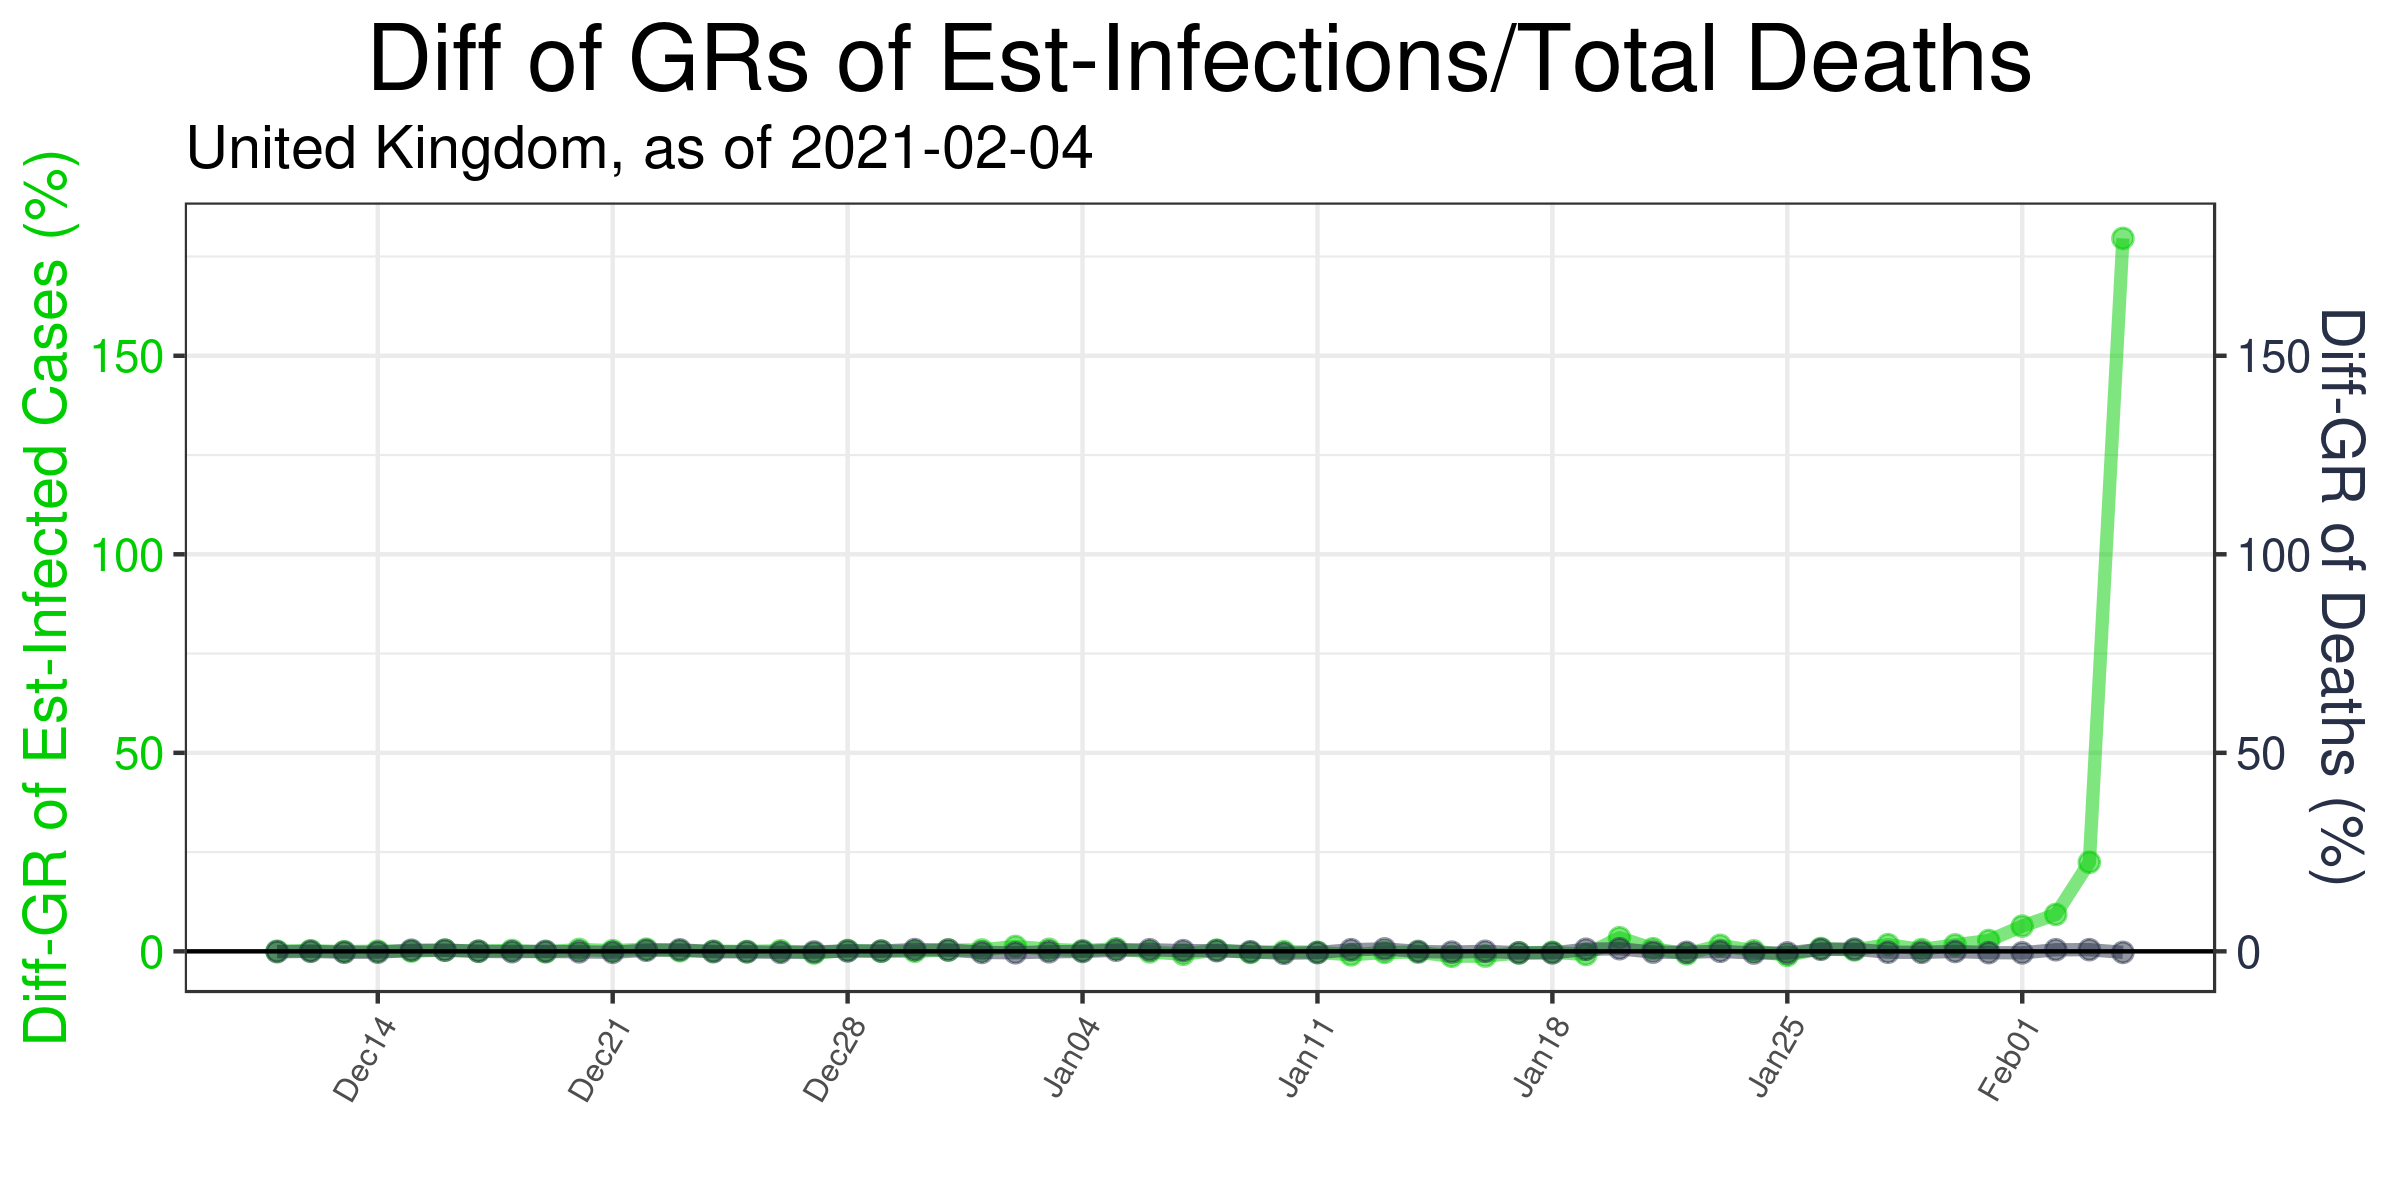 Diff of GRs of Est-Infections/Total Deaths
United Kingdom, as of 2021-02-04
Diff-GR of Est-Infected Cases (%)
150
100
50
0
150
100
50
0
Diff-GR of Deaths (%)
Dec14
Dec21
Dec28
Jan04
Jan11
Jan18
Jan25
Feb01